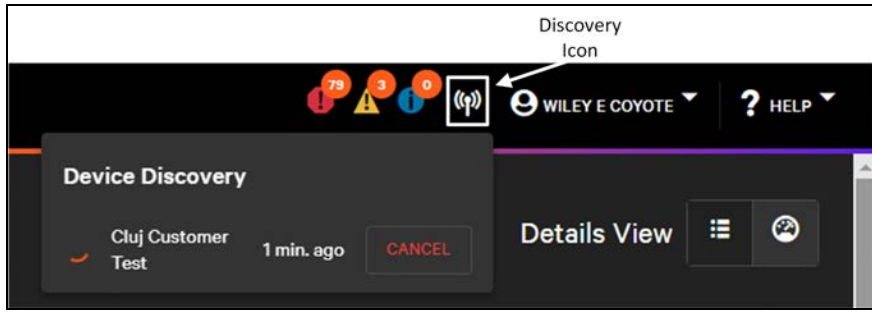 Discovery
Icon
79
3
0
WILEY E COYOTE
? HELP
Device Discovery
Cluj Customer
Test
1 min. ago
CANCEL
Details View